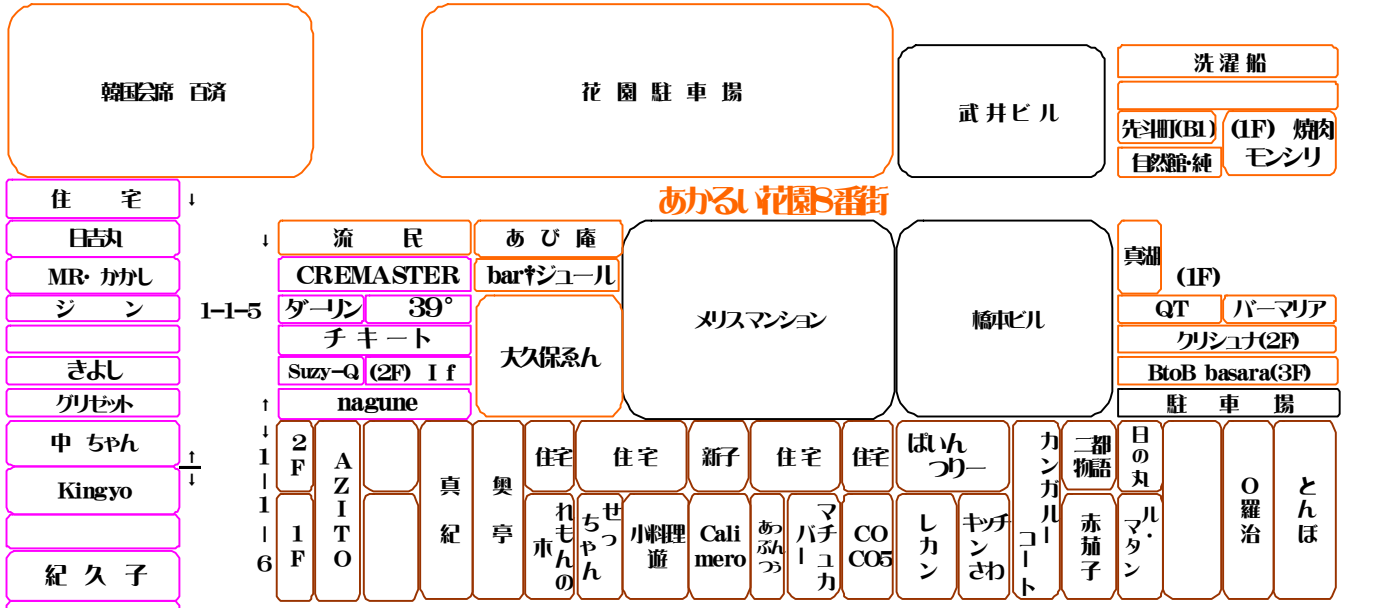 韓国会席 百済
花園駐車場
武井ビル
洗濯船
先斗町(B1)
(1F) 焼肉
モンシリ
自然館・純
あかるい花園8番街
住宅
↓
日吉丸
MR・かかし
ジン
きよし
グリゼット
中ちゃん
↑
↓
Kingyo
紀久子
↓
1-1-5
↑
流民
CREMASTER
ダーリン
39°
チキート
Suzy-Q
(2F) If
nagune
あび庵
bar†ジュール
大久保ゑん
メリスマンション
橋本ビル
真湖
(1F)
QT
バーマリア
クリシュナ(2F)
BtoB basara(3F)
駐車場
↓
1-1-6
2F
1F
AZITO
真紀
奥亭
住宅
住宅
新子
住宅
住宅
ぱいん
つりー
カンガルー
コート
二都
物語
日の丸
O羅治
とんぼ
れもんの
木
せっ
ちゃん
小料理
遊
Cali
mero
あっ
ぷん
つぅ
マチュカ
バー
CO
CO5
レカン
キッチ
ンさわ
赤茄子
ル・
マタン